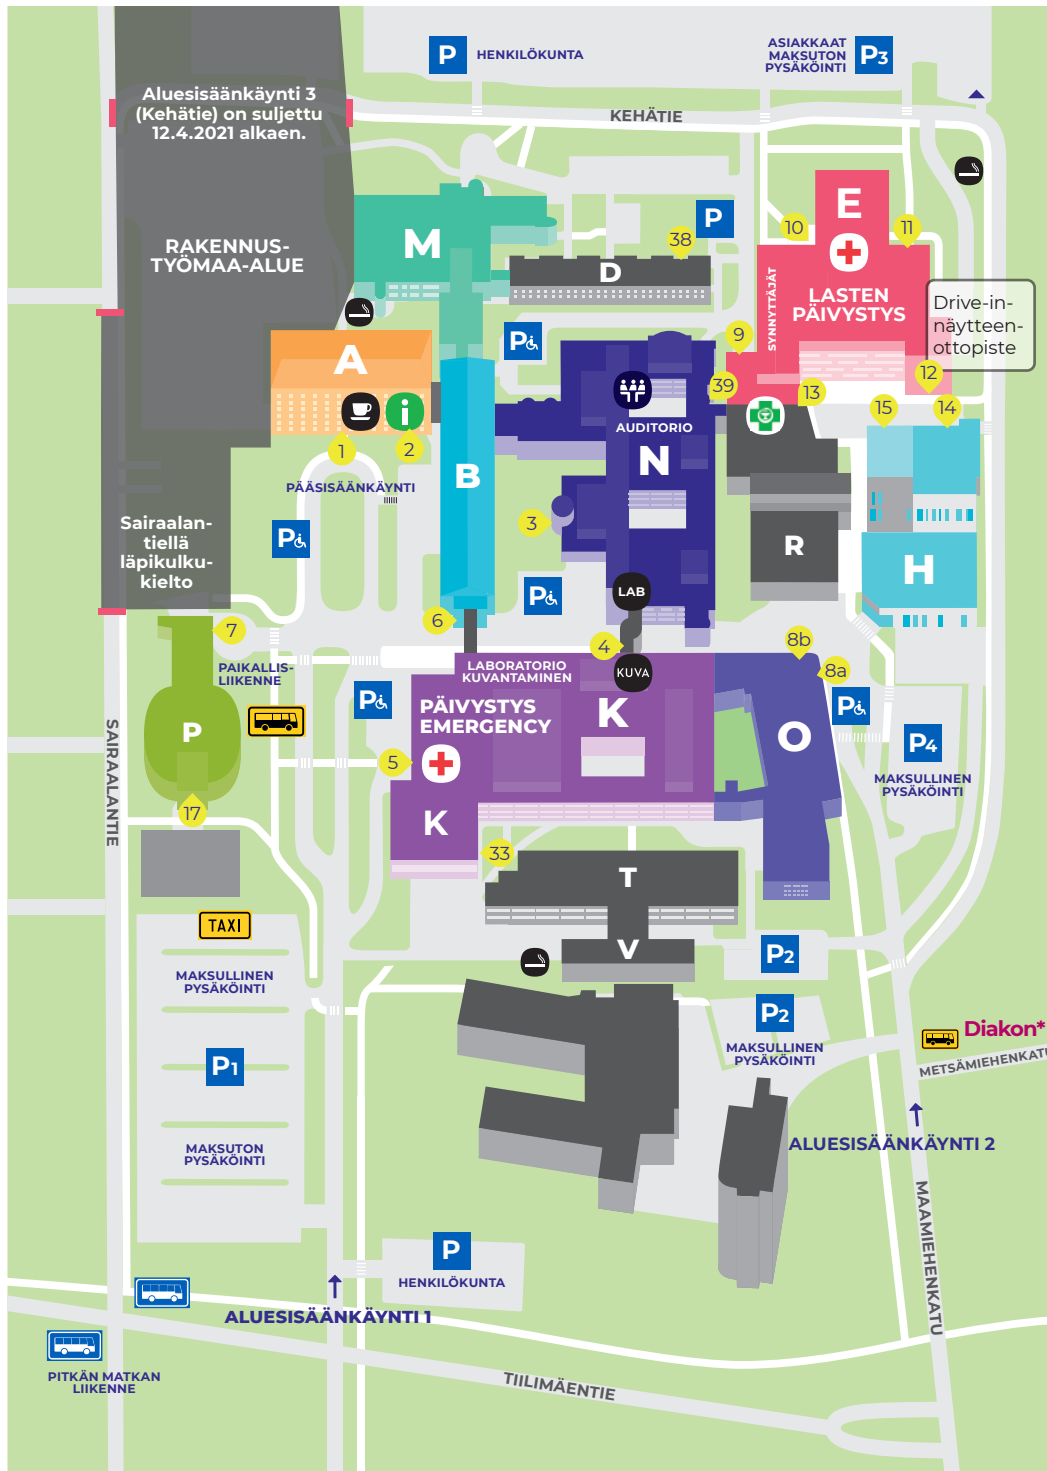 Aluesisäänkäynti 3
(Kehätie) on suljettu
12.4.2021 alkaen.
P
HENKILÖKUNTA
ASIAKKAAT
MAKSUTON
PYSÄKÖINTI
P3
KEHÄTIE
RAKENNUS-
TYÖMAA-ALUE
M
P
38
D
E
10
11
SYNNYTTÄJÄT
LASTEN
PÄIVYSTYS
Drive-in-
näytteen-
ottopiste
9
39
12
13
15
14
A
i
1
2
PÄÄSISÄÄNKÄYNTI
P
P
B
AUDITORIO
N
3
R
H
Sairaalan-
tiellä
läpikulku-
kielto
P
LAB
6
4
7
8b
8a
PAIKALLIS-
LIIKENNE
LABORATORIO
KUVANTAMINEN
KUVA
P
PÄIVYSTYS
EMERGENCY
K
O
P
P4
MAKSULLINEN
PYSÄKÖINTI
P
5
K
SAIRAALANTIE
17
33
T
TAXI
V
P2
MAKSULLINEN
PYSÄKÖINTI
P2
MAKSULLINEN
PYSÄKÖINTI
P1
Diakon*
METSÄMIEHENKATU
MAKSUTON
PYSÄKÖINTI
ALUESISÄÄNKÄYNTI 2
MAAMIEHENKATU
P
HENKILÖKUNTA
ALUESISÄÄNKÄYNTI 1
PITKÄN MATKAN
LIIKENNE
TIILIMÄENTIE